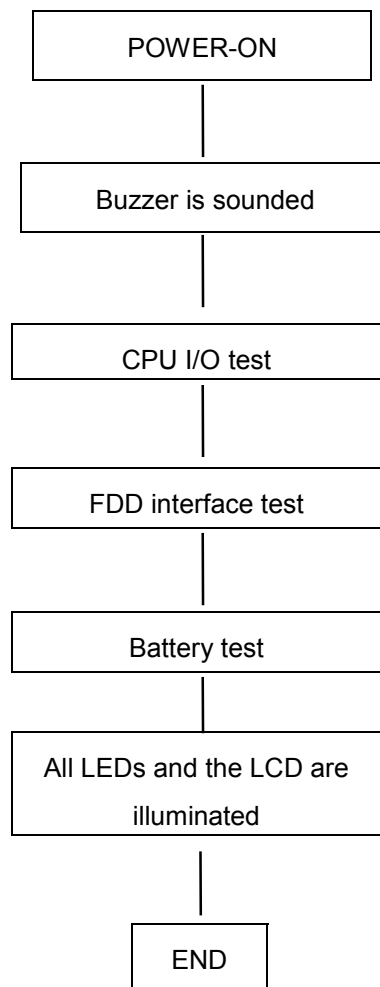 POWER-ON
Buzzer is sounded
CPU I/O test
FDD interface test
Battery test
All LEDs and the LCD are
illuminated
END